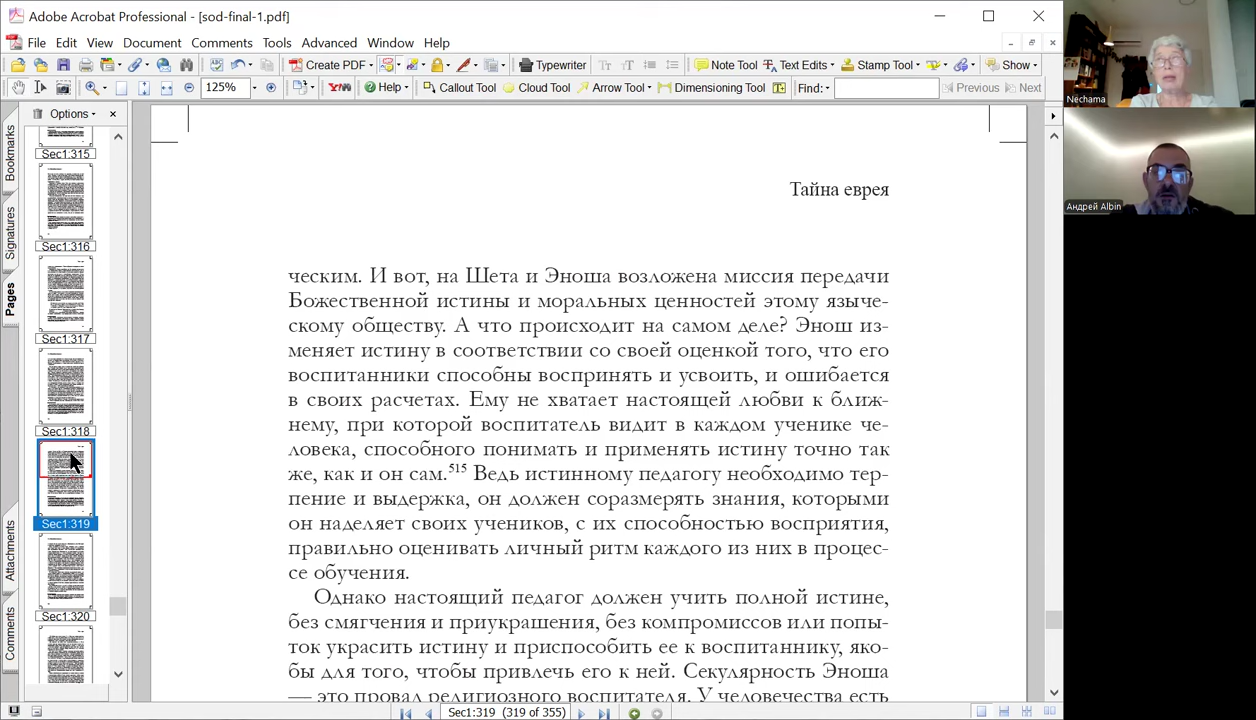 Adobe Acrobat Professional - [sod-final-1.pdf]
File Edit View Document Comments Tools Advanced Window Help
Create PDF Typewriter Note Tool Text Edits Stamp Tool Show
125% Y!N Help Callout Tool Cloud Tool Arrow Tool Dimensioning Tool Find: Previous Next
Options
Bookmarks
Signatures
Pages
Attachments
Comments
Sec1:315
Sec1:316
Sec1:317
Sec1:318
Sec1:319
Sec1:320
Тайна еврея
ческим. И вот, на Шета и Эноша возложена миссия передачи
Божественной истины и моральных ценностей этому языче-
скому обществу. А что происходит на самом деле? Энош из-
меняет истину в соответствии со своей оценкой того, что его
воспитанники способны воспринять и усвоить, и ошибается
в своих расчетах. Ему не хватает настоящей любви к ближ-
нему, при которой воспитатель видит в каждом ученике че-
ловека, способного понимать и применять истину точно так
же, как и он сам.515 Ведь истинному педагогу необходимо тер-
пение и выдержка, он должен соразмерять знания, которыми
он наделяет своих учеников, с их способностью восприятия,
правильно оценивать личный ритм каждого из них в процес-
се обучения.
Однако настоящий педагог должен учить полной истине,
без смягчения и приукрашения, без компромиссов или попы-
ток украсить истину и приспособить ее к воспитаннику, яко-
бы для того, чтобы привлечь его к ней. Секулярность Эноша
— это провал религиозного воспитателя. У человечества есть
Sec1:319 (319 of 355)
Nechama
Андрей Albin